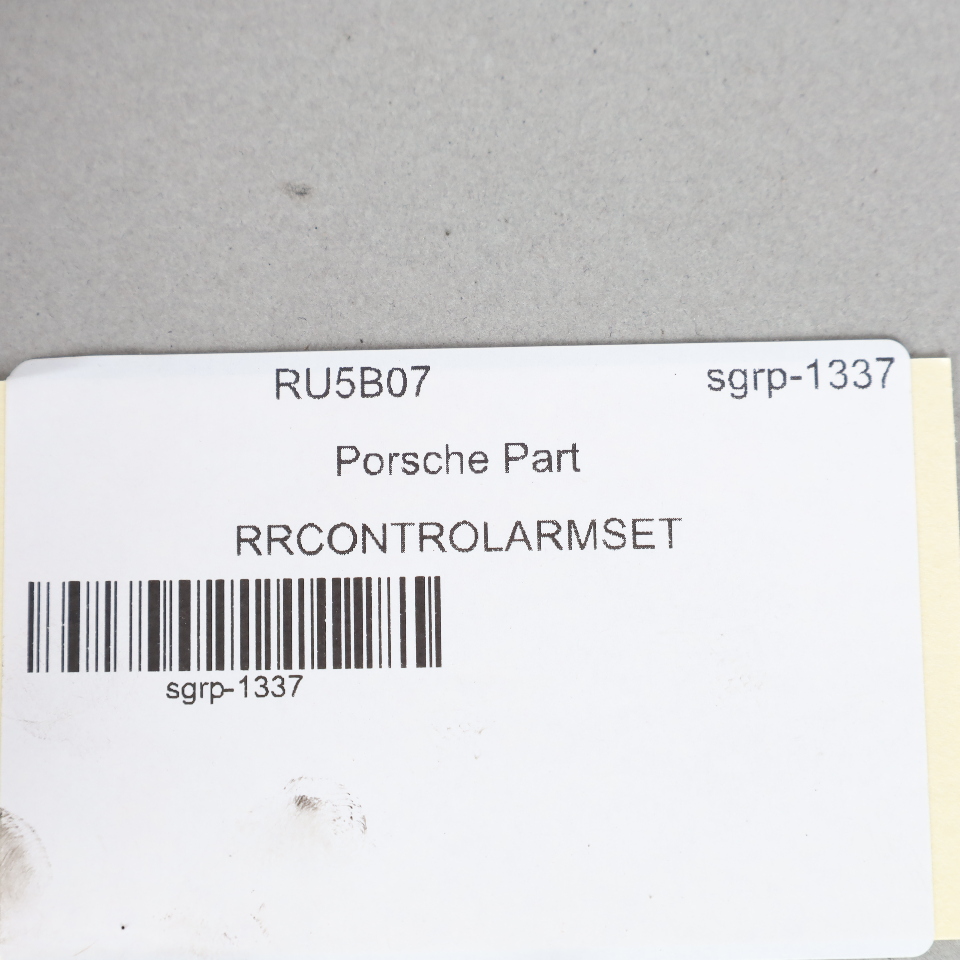 RU5B07 sgrp-1337
Porsche Part
RRCONTROLARMSET
sgrp-1337